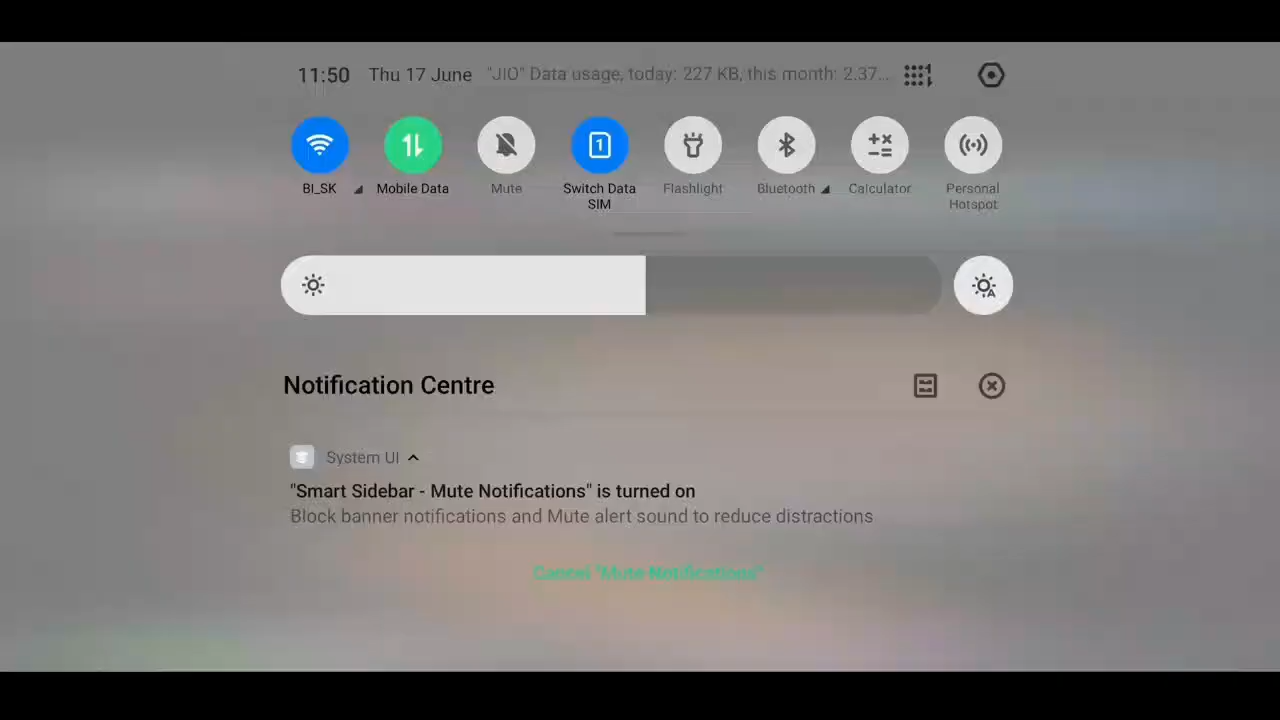 11:50 Thu 17 June "JIO" Data usage, today: 227 KB, this month: 2.37...
1
BI_SK Mobile Data Mute Switch Data SIM Flashlight Bluetooth Calculator Personal Hotspot
A
Notification Centre
System UI
"Smart Sidebar - Mute Notifications" is turned on
Block banner notifications and Mute alert sound to reduce distractions
Cancel "Mute Notifications"